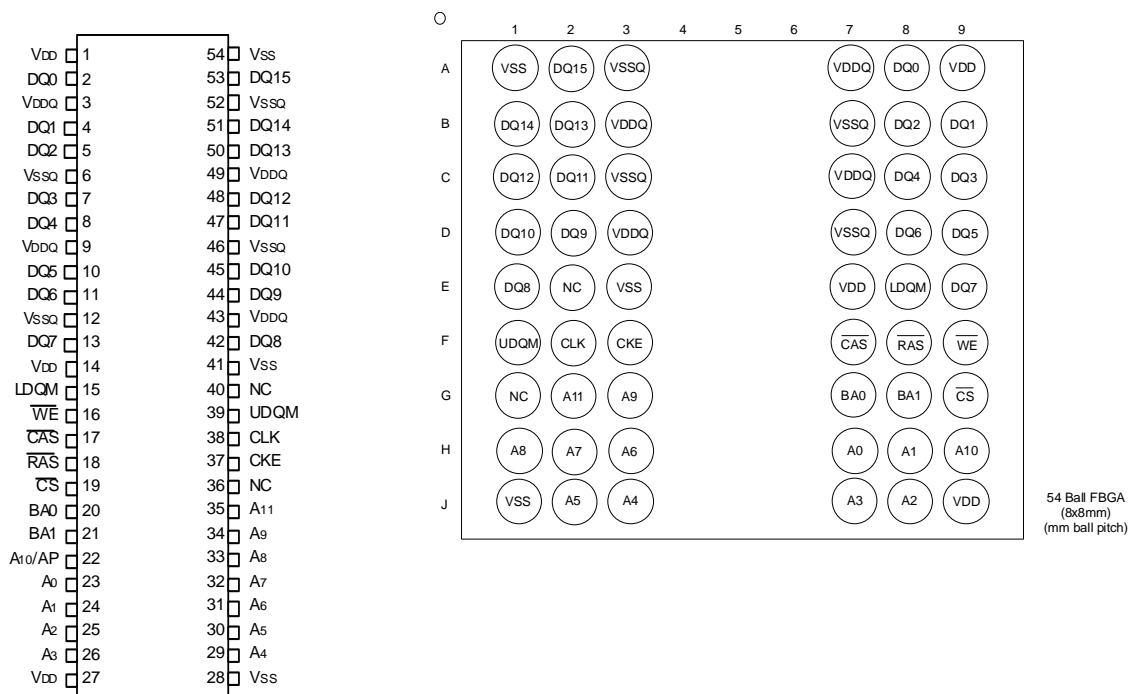 VDD 1 54 VSS
DQ0 2 53 DQ15
VDDQ 3 52 VSSQ
DQ1 4 51 DQ14
DQ2 5 50 DQ13
VSSQ 6 49 VDDQ
DQ3 7 48 DQ12
DQ4 8 47 DQ11
VDDQ 9 46 VSSQ
DQ5 10 45 DQ10
DQ6 11 44 DQ9
VSSQ 12 43 VDDQ
DQ7 13 42 DQ8
VDD 14 41 VSS
LDQM 15 40 NC
WE 16 39 UDQM
CAS 17 38 CLK
RAS 18 37 CKE
CS 19 36 NC
BA0 20 35 A11
BA1 21 34 A9
A10/AP 22 33 A8
A0 23 32 A7
A1 24 31 A6
A2 25 30 A5
A3 26 29 A4
VDD 27 28 VSS
1 2 3 4 5 6 7 8 9
A VSS DQ15 VSSQ VDDQ DQ0 VDD
B DQ14 DQ13 VDDQ VSSQ DQ2 DQ1
C DQ12 DQ11 VSSQ VDDQ DQ4 DQ3
D DQ10 DQ9 VDDQ VSSQ DQ6 DQ5
E DQ8 NC VSS VDD LDQM DQ7
F UDQM CLK CKE CAS RAS WE
G NC A11 A9 BA0 BA1 CS
H A8 A7 A6 A0 A1 A10
J VSS A5 A4 A3 A2 VDD
54 Ball FBGA
(8x8mm)
(mm ball pitch)